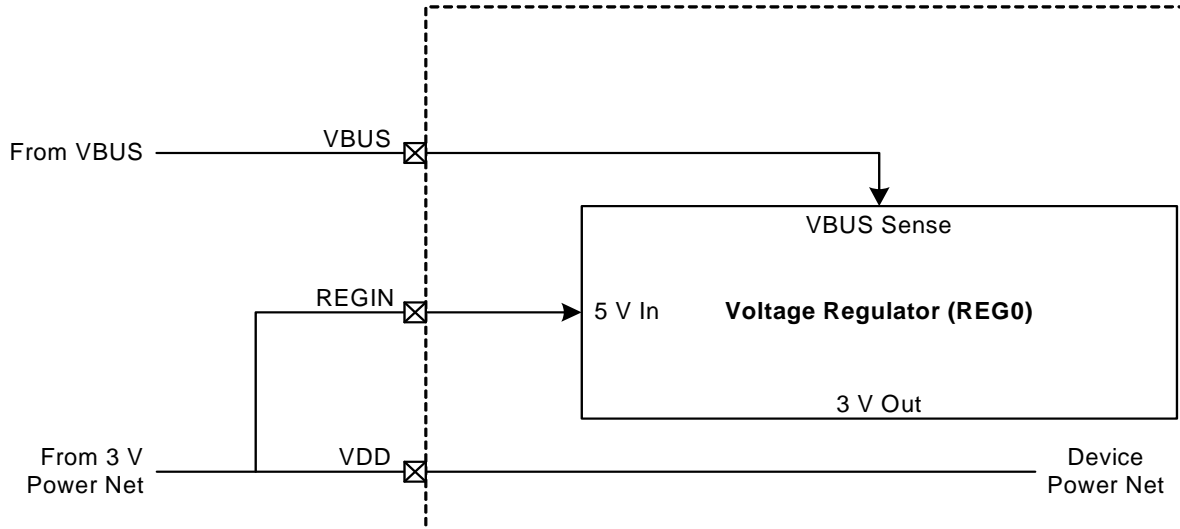 VBUS
From VBUS
VBUS Sense
REGIN
5 V In
Voltage Regulator (REG0)
3 V Out
From 3 V
Power Net
VDD
Device
Power Net